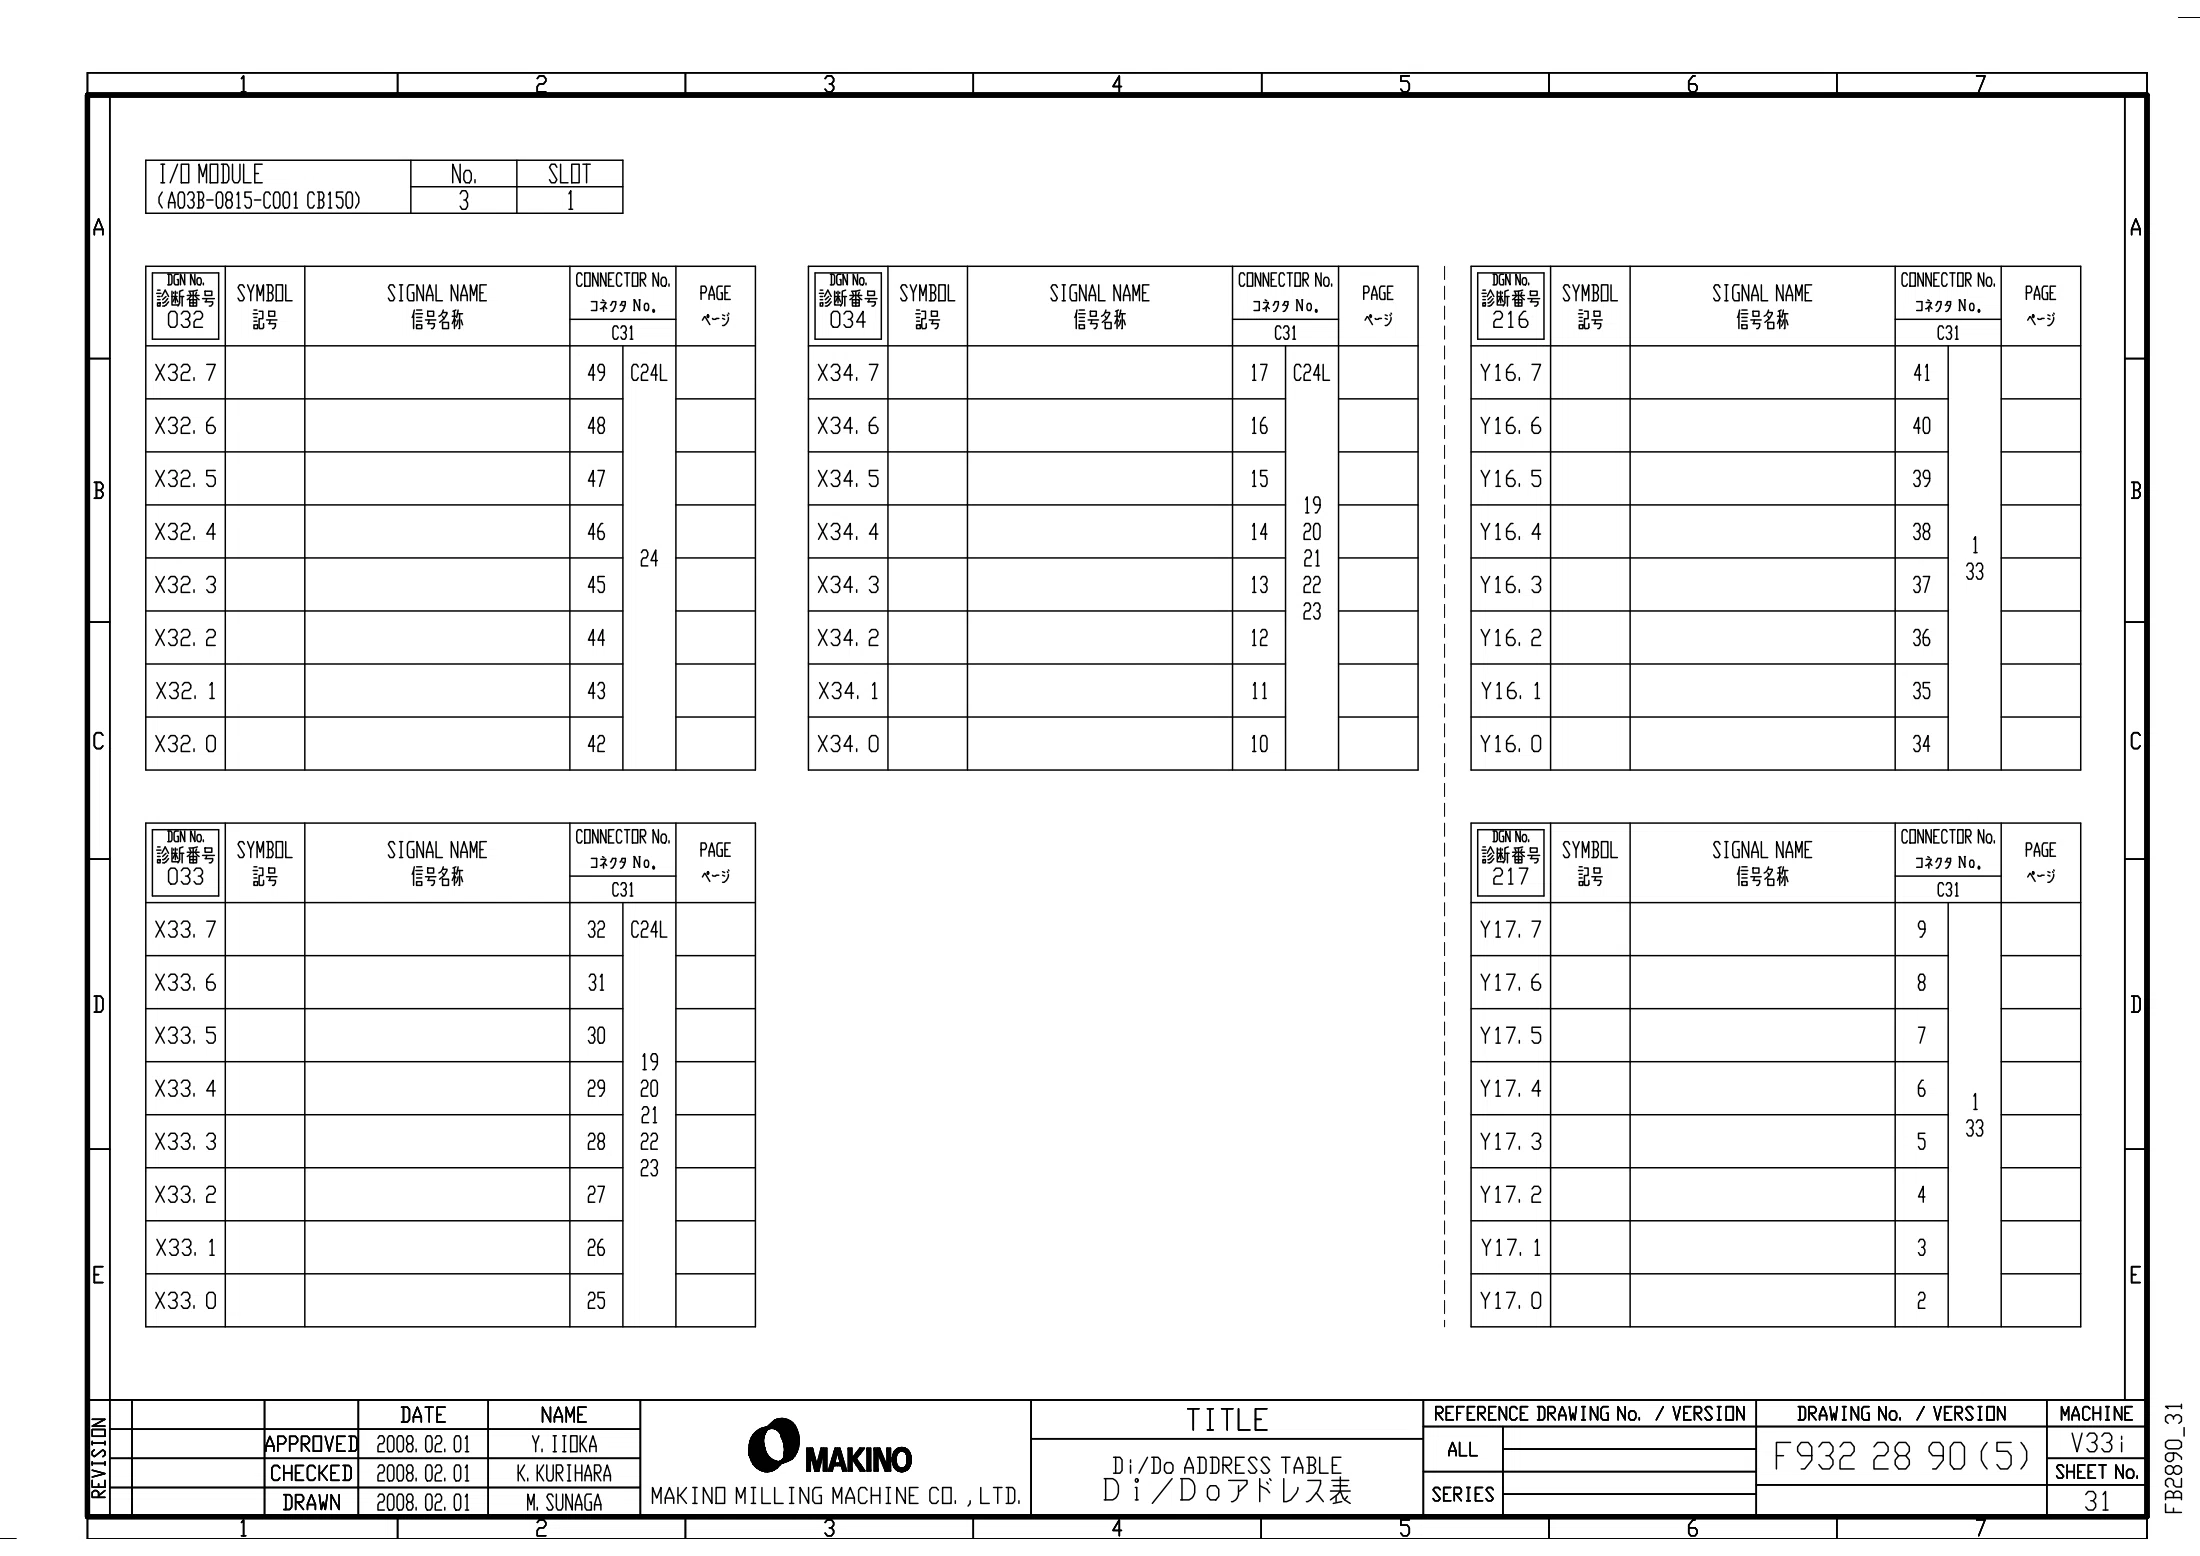 1 2 3 4 5 6 7
I/O MODULE No. SLOT
(A03B-0815-C001 CB150) 3 1
A A
DGN No. SYMBOL SIGNAL NAME CONNECTOR No. PAGE
診断番号 記号 信号名称 コネクタ No. ページ
032 C31
X32. 7 49 C24L
X32. 6 48
X32. 5 47
X32. 4 46
24
X32. 3 45
X32. 2 44
X32. 1 43
X32. 0 42
DGN No. SYMBOL SIGNAL NAME CONNECTOR No. PAGE
診断番号 記号 信号名称 コネクタ No. ページ
034 C31
X34. 7 17 C24L
X34. 6 16
X34. 5 15
19
X34. 4 14 20
21
X34. 3 13 22
23
X34. 2 12
X34. 1 11
X34. 0 10
DGN No. SYMBOL SIGNAL NAME CONNECTOR No. PAGE
診断番号 記号 信号名称 コネクタ No. ページ
216 C31
Y16. 7 41
Y16. 6 40
Y16. 5 39
Y16. 4 38
1
33
Y16. 3 37
Y16. 2 36
Y16. 1 35
Y16. 0 34
B B
C C
DGN No. SYMBOL SIGNAL NAME CONNECTOR No. PAGE
診断番号 記号 信号名称 コネクタ No. ページ
033 C31
X33. 7 32 C24L
X33. 6 31
X33. 5 30
19
X33. 4 29 20
21
X33. 3 28 22
23
X33. 2 27
X33. 1 26
X33. 0 25
DGN No. SYMBOL SIGNAL NAME CONNECTOR No. PAGE
診断番号 記号 信号名称 コネクタ No. ページ
217 C31
Y17. 7 9
Y17. 6 8
Y17. 5 7
Y17. 4 6
1
33
Y17. 3 5
Y17. 2 4
Y17. 1 3
Y17. 0 2
D D
E E
REVISION
DATE NAME
APPROVED 2008. 02. 01 Y. IIOKA
CHECKED 2008. 02. 01 K. KURIHARA
DRAWN 2008. 02. 01 M. SUNAGA
MAKINO
MAKINO MILLING MACHINE CO. , LTD.
TITLE
Di/Do ADDRESS TABLE
Di/Doアドレス表
REFERENCE DRAWING No. / VERSION
ALL
SERIES
DRAWING No. / VERSION
F932 28 90 (5)
MACHINE
V33i
SHEET No.
31
FB2890_31
1 2 3 4 5 6 7